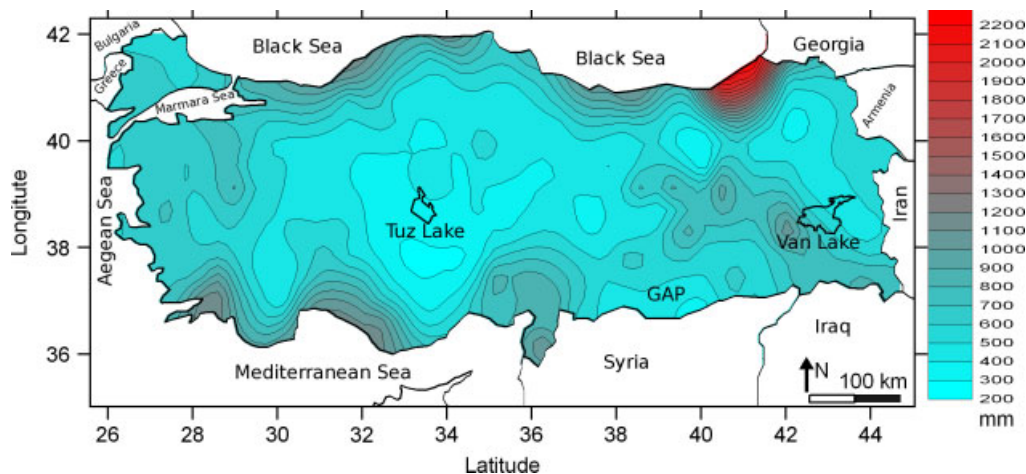 42
40
38
36
Longitute
26
28
30
32
34
36
38
40
42
44
Latitude
Bulgaria
Greece
Black Sea
Black Sea
Georgia
Marmara Sea
Armenia
Aegean Sea
Tuz Lake
Van Lake
Iran
GAP
Mediterranean Sea
Syria
Iraq
N
100 km
2200
2100
2000
1900
1800
1700
1600
1500
1400
1300
1200
1100
1000
900
800
700
600
500
400
300
200
mm